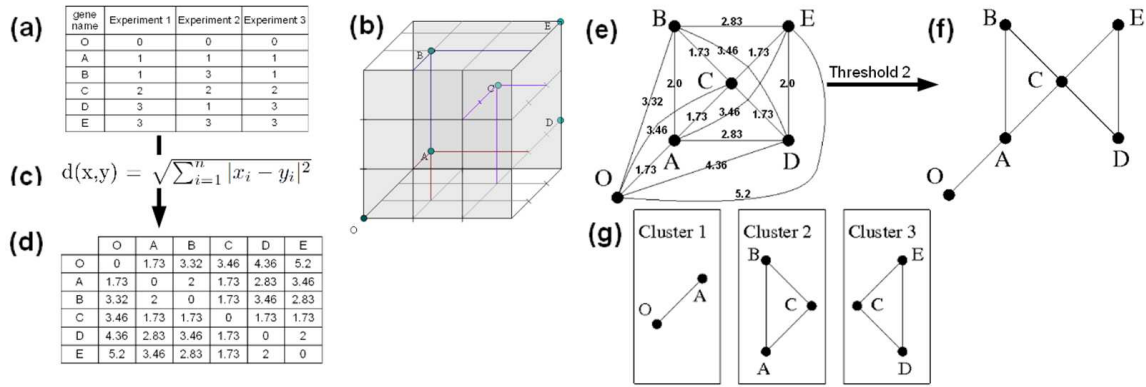 (a)
gene name Experiment 1 Experiment 2 Experiment 3
O 0 0 0
A 1 1 1
B 1 3 1
C 2 2 2
D 3 1 3
E 3 3 3
(c) d(x,y) = √∑ⁿᵢ₌₁ |xᵢ − yᵢ|²
(d)
O A B C D E
O 0 1.73 3.32 3.46 4.36 5.2
A 1.73 0 2 1.73 2.83 3.46
B 3.32 2 0 1.73 3.46 2.83
C 3.46 1.73 1.73 0 1.73 1.73
D 4.36 2.83 3.46 1.73 0 2
E 5.2 3.46 2.83 1.73 2 0
(b)
E
B
C
D
A
O
(e)
B 2.83 E
1.73 3.46 1.73
C
2.0 2.0
3.32
3.46 1.73 3.46 1.73
2.83
A D
O 1.73 4.36
5.2
Threshold 2
(f)
B E
C
A D
O
(g)
Cluster 1 Cluster 2 Cluster 3
B E
A
O C C
A D